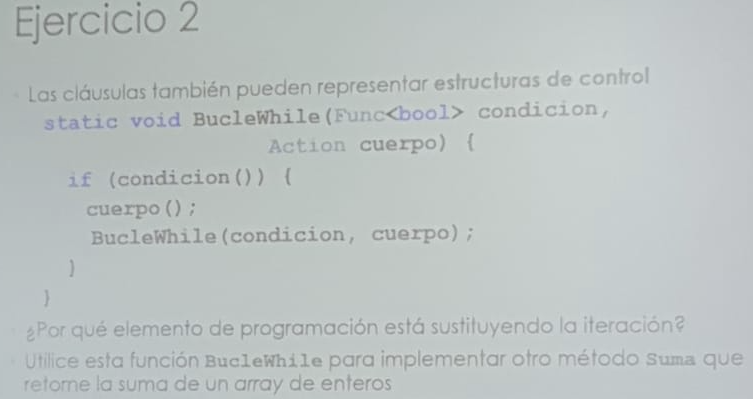 Ejercicio 2
Las cláusulas también pueden representar estructuras de control
static void BucleWhile(Func<bool> condicion,
Action cuerpo) {
if (condicion()) {
cuerpo();
BucleWhile(condicion, cuerpo);
}
}
¿Por qué elemento de programación está sustituyendo la iteración?
Utilice esta función BucleWhile para implementar otro método Suma que
retorne la suma de un array de enteros